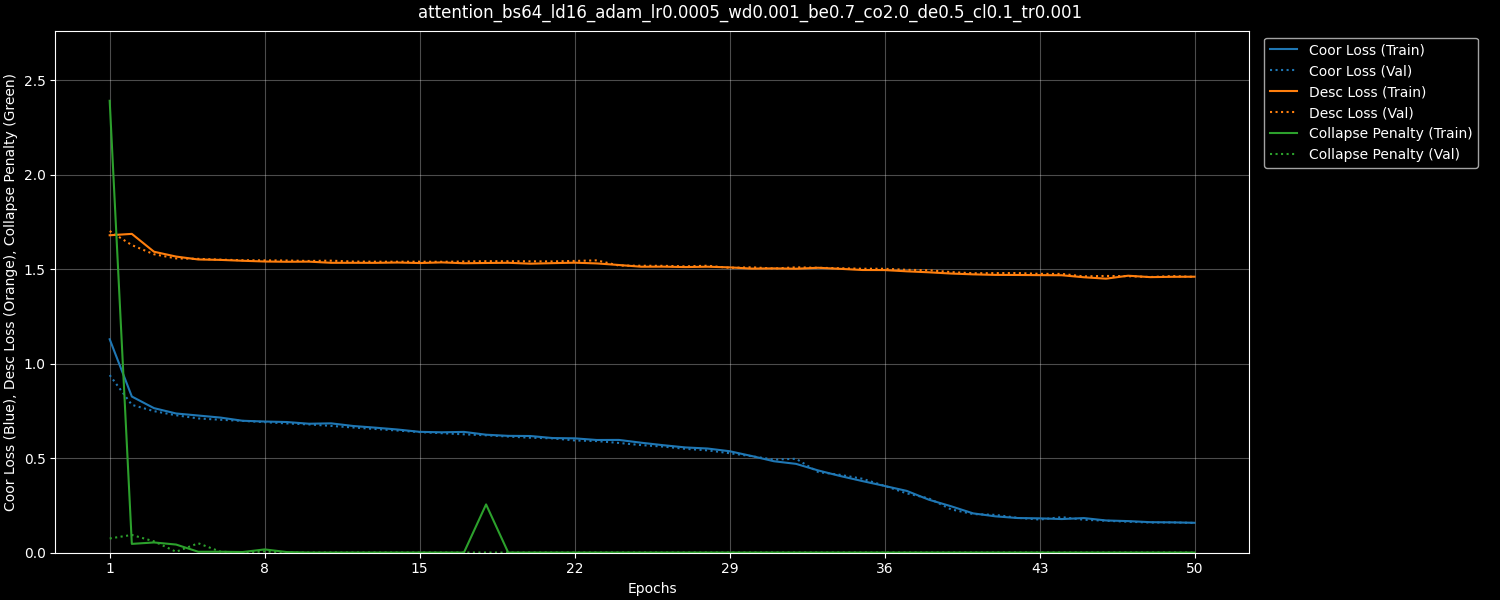 attention_bs64_ld16_adam_lr0.0005_wd0.001_be0.7_co2.0_de0.5_cl0.1_tr0.001
Coor Loss (Train)
Coor Loss (Val)
Desc Loss (Train)
Desc Loss (Val)
Collapse Penalty (Train)
Collapse Penalty (Val)
Coor Loss (Blue), Desc Loss (Orange), Collapse Penalty (Green)
2.5
2.0
1.5
1.0
0.5
0.0
1 8 15 22 29 36 43 50
Epochs